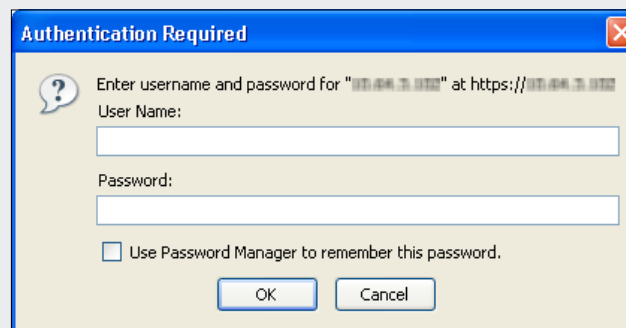 Authentication Required
Enter username and password for "" at https://
User Name:
Password:
Use Password Manager to remember this password.
OK
Cancel